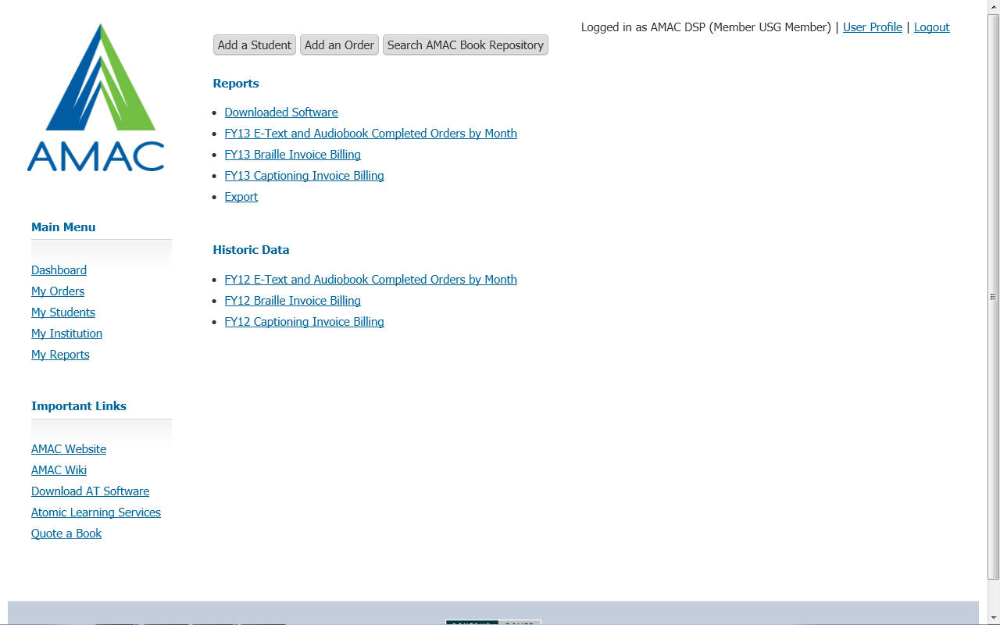 Logged in as AMAC DSP (Member USG Member) | User Profile | Logout
Add a Student Add an Order Search AMAC Book Repository
AMAC
Reports
Downloaded Software
FY13 E-Text and Audiobook Completed Orders by Month
FY13 Braille Invoice Billing
FY13 Captioning Invoice Billing
Export
Main Menu
Dashboard
My Orders
My Students
My Institution
My Reports
Historic Data
FY12 E-Text and Audiobook Completed Orders by Month
FY12 Braille Invoice Billing
FY12 Captioning Invoice Billing
Important Links
AMAC Website
AMAC Wiki
Download AT Software
Atomic Learning Services
Quote a Book